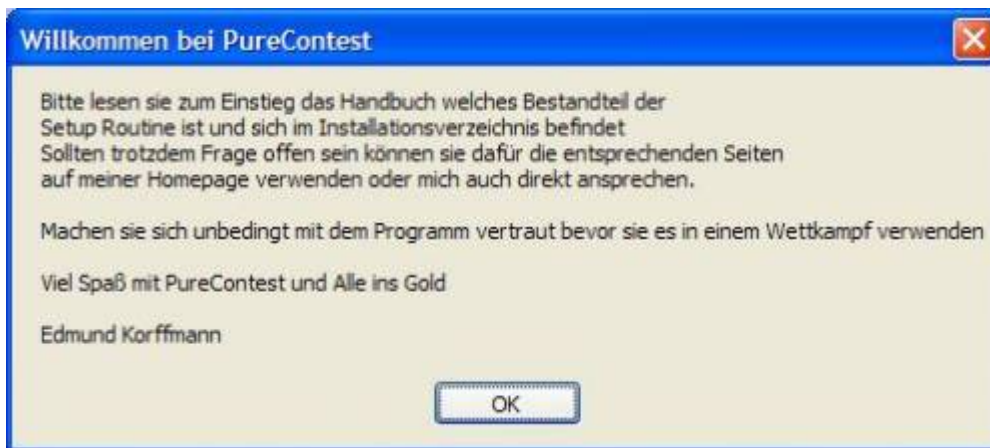 Willkommen bei PureContest
Bitte lesen sie zum Einstieg das Handbuch welches Bestandteil der
Setup Routine ist und sich im Installationsverzeichnis befindet
Sollten trotzdem Frage offen sein können sie dafür die entsprechenden Seiten
auf meiner Homepage verwenden oder mich auch direkt ansprechen.
Machen sie sich unbedingt mit dem Programm vertraut bevor sie es in einem Wettkampf verwenden
Viel Spaß mit PureContest und Alle ins Gold
Edmund Korffmann
OK